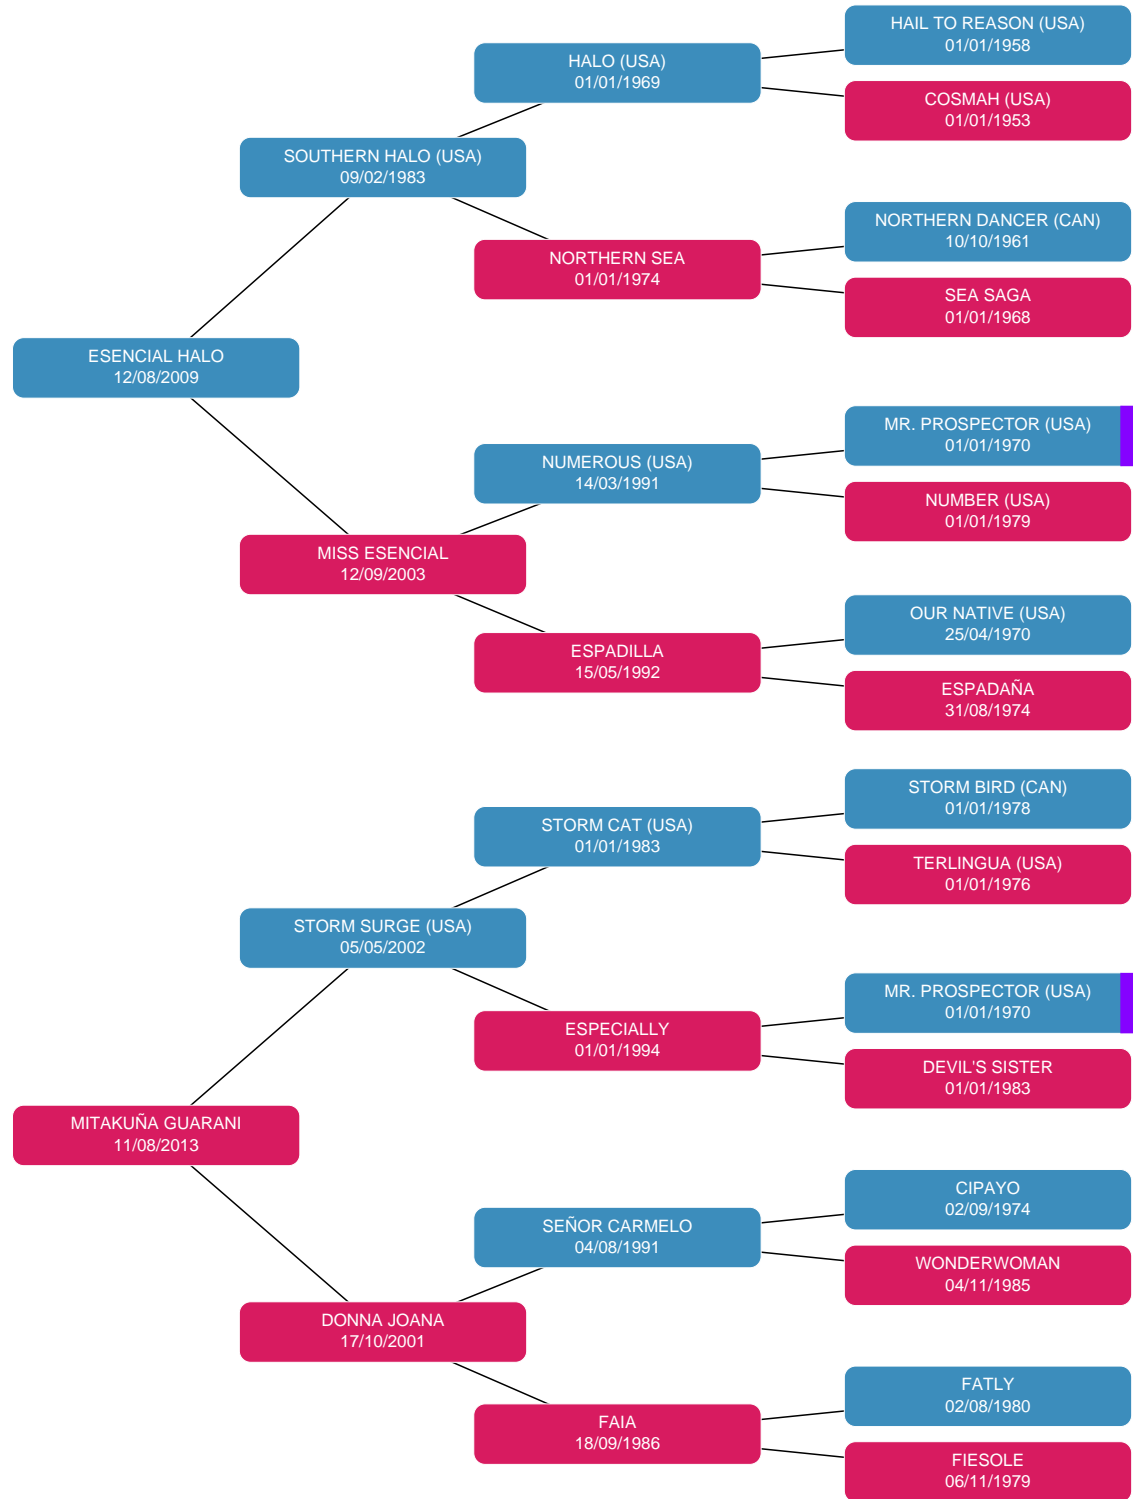 HAIL TO REASON (USA)
01/01/1958
HALO (USA)
01/01/1969
COSMAH (USA)
01/01/1953
SOUTHERN HALO (USA)
09/02/1983
NORTHERN DANCER (CAN)
10/10/1961
NORTHERN SEA
01/01/1974
SEA SAGA
01/01/1968
ESENCIAL HALO
12/08/2009
MR. PROSPECTOR (USA)
01/01/1970
NUMEROUS (USA)
14/03/1991
NUMBER (USA)
01/01/1979
MISS ESENCIAL
12/09/2003
OUR NATIVE (USA)
25/04/1970
ESPADILLA
15/05/1992
ESPADAÑA
31/08/1974
STORM BIRD (CAN)
01/01/1978
STORM CAT (USA)
01/01/1983
TERLINGUA (USA)
01/01/1976
STORM SURGE (USA)
05/05/2002
MR. PROSPECTOR (USA)
01/01/1970
ESPECIALLY
01/01/1994
DEVIL'S SISTER
01/01/1983
MITAKUÑA GUARANI
11/08/2013
CIPAYO
02/09/1974
SEÑOR CARMELO
04/08/1991
WONDERWOMAN
04/11/1985
DONNA JOANA
17/10/2001
FATLY
02/08/1980
FAIA
18/09/1986
FIESOLE
06/11/1979